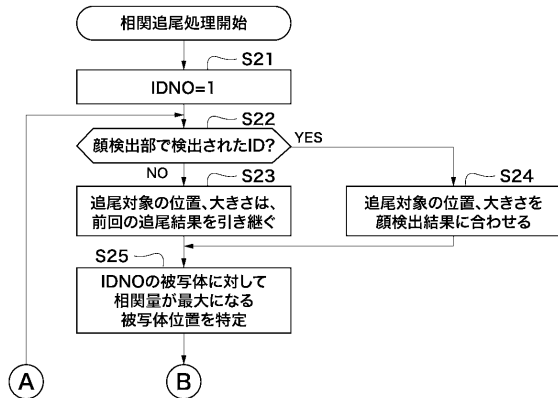 相関追尾処理開始
S21
IDNO=1
S22
顔検出部で検出されたID?
YES
NO
S23
追尾対象の位置、大きさは、
前回の追尾結果を引き継ぐ
S24
追尾対象の位置、大きさを
顔検出結果に合わせる
S25
IDNOの被写体に対して
相関量が最大になる
被写体位置を特定
A
B